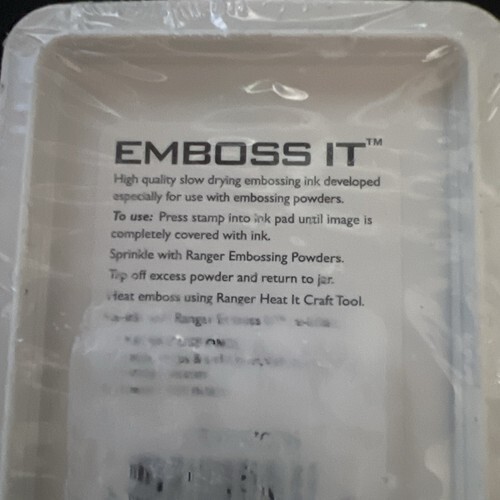 EMBOSS IT™
High quality slow drying embossing ink developed
especially for use with embossing powders.
To use: Press stamp into ink pad until image is
completely covered with ink.
Sprinkle with Ranger Embossing Powders.
Tap off excess powder and return to jar.
Heat emboss using Ranger Heat It Craft Tool.
Ranger